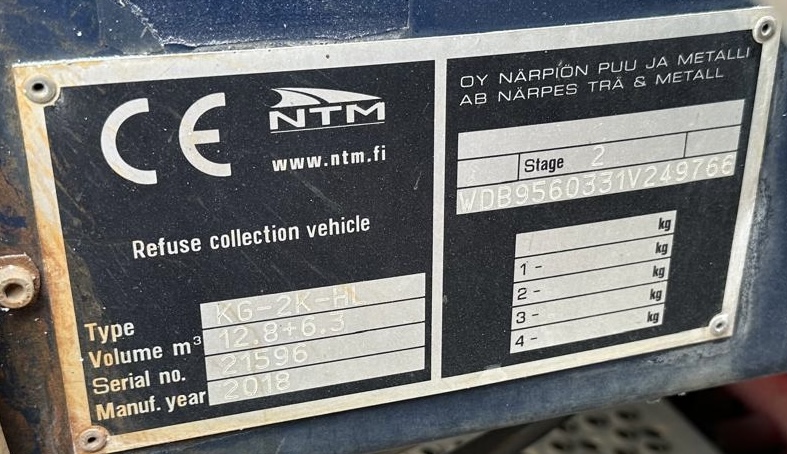 CE NTM
www.ntm.fi
Refuse collection vehicle
Type KG-2K-HL
Volume m³ 12.8+6.3
Serial no. 21596
Manuf. year 2018
OY NÄRPIÖN PUU JA METALLI
AB NÄRPES TRÄ & METALL
Stage 2
WDB9560331V249766
kg
1 - kg
2 - kg
3 - kg
4 - kg